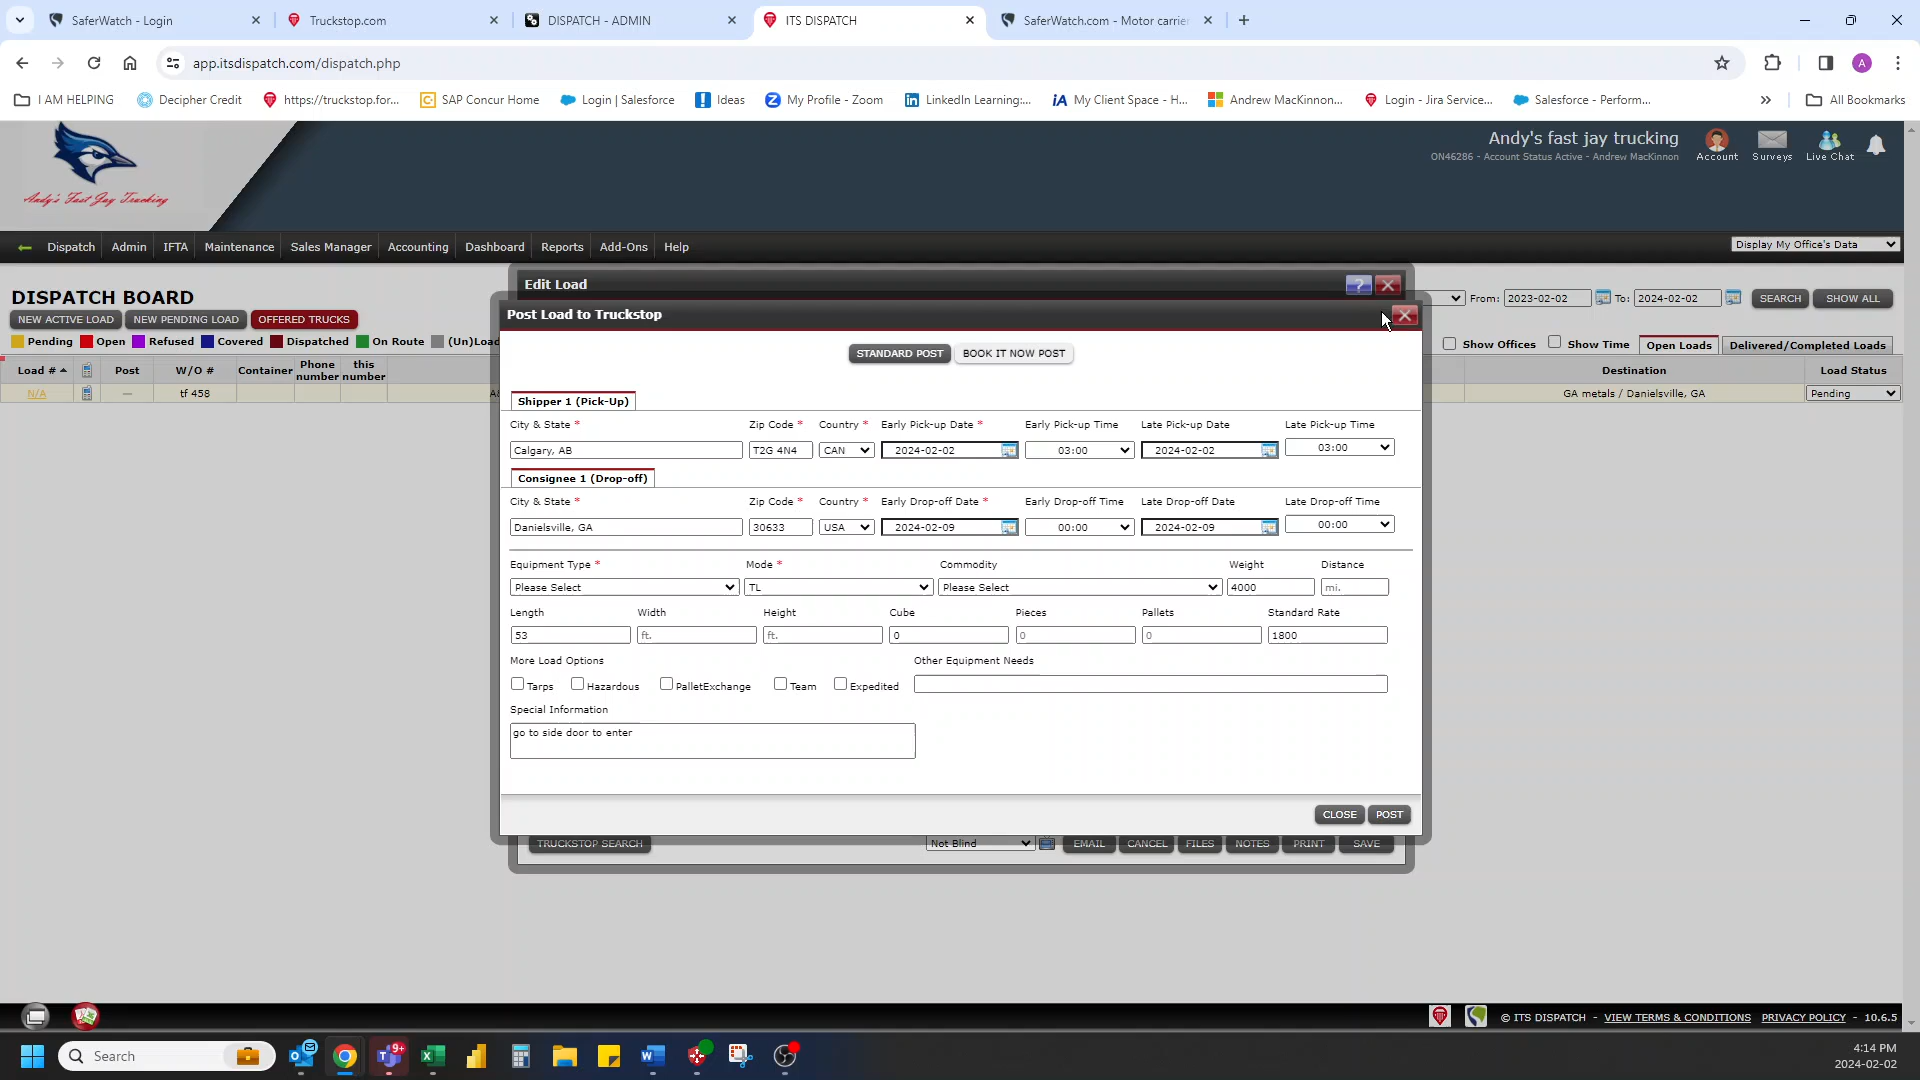 SaferWatch - Login
Truckstop.com
DISPATCH - ADMIN
ITS DISPATCH
SaferWatch.com - Motor carrie
app.itsdispatch.com/dispatch.php
A
I AM HELPING
Decipher Credit
https://truckstop.for...
SAP Concur Home
Login | Salesforce
Ideas
My Profile - Zoom
LinkedIn Learning:...
My Client Space - H...
Andrew MacKinnon...
Login - Jira Service...
Salesforce - Perform...
All Bookmarks
Andy's Fast Jay Trucking
Andy's fast jay trucking
ON46286 - Account Status Active - Andrew MacKinnon
Account
Surveys
Live Chat
Dispatch
Admin
IFTA
Maintenance
Sales Manager
Accounting
Dashboard
Reports
Add-Ons
Help
Display My Office's Data
DISPATCH BOARD
NEW ACTIVE LOAD
NEW PENDING LOAD
OFFERED TRUCKS
From: 2023-02-02
To: 2024-02-02
SEARCH
SHOW ALL
Pending
Open
Refused
Covered
Dispatched
On Route
(Un)Load
Show Offices
Show Time
Open Loads
Delivered/Completed Loads
Load #
Post
W/O #
Container
Phone number
this number
Destination
Load Status
N/A
—
tf 458
A&
GA metals / Danielsville, GA
Pending
Edit Load
?
Post Load to Truckstop
STANDARD POST
BOOK IT NOW POST
Shipper 1 (Pick-Up)
City & State *
Zip Code *
Country *
Early Pick-up Date *
Early Pick-up Time
Late Pick-up Date
Late Pick-up Time
Calgary, AB
T2G 4N4
CAN
2024-02-02
03:00
2024-02-02
03:00
Consignee 1 (Drop-off)
City & State *
Zip Code *
Country *
Early Drop-off Date *
Early Drop-off Time
Late Drop-off Date
Late Drop-off Time
Danielsville, GA
30633
USA
2024-02-09
00:00
2024-02-09
00:00
Equipment Type *
Mode *
Commodity
Weight
Distance
Please Select
TL
Please Select
4000
mi.
Length
Width
Height
Cube
Pieces
Pallets
Standard Rate
53
ft.
ft.
0
0
0
1800
More Load Options
Other Equipment Needs
Tarps
Hazardous
PalletExchange
Team
Expedited
Special Information
go to side door to enter
CLOSE
POST
TRUCKSTOP SEARCH
Not Blind
EMAIL
CANCEL
FILES
NOTES
PRINT
SAVE
© ITS DISPATCH - VIEW TERMS & CONDITIONS PRIVACY POLICY - 10.6.5
Search
9+
4:14 PM
2024-02-02